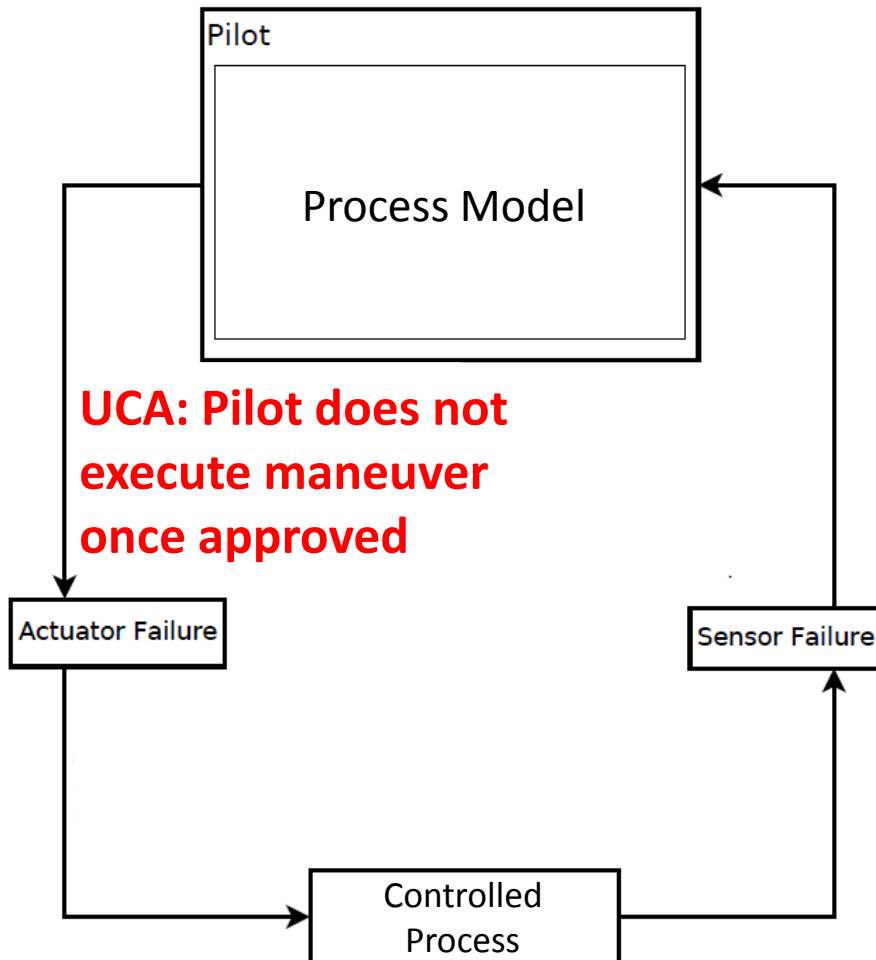 Pilot
Process Model
UCA: Pilot does not
execute maneuver
once approved
Actuator Failure
Sensor Failure
Controlled
Process